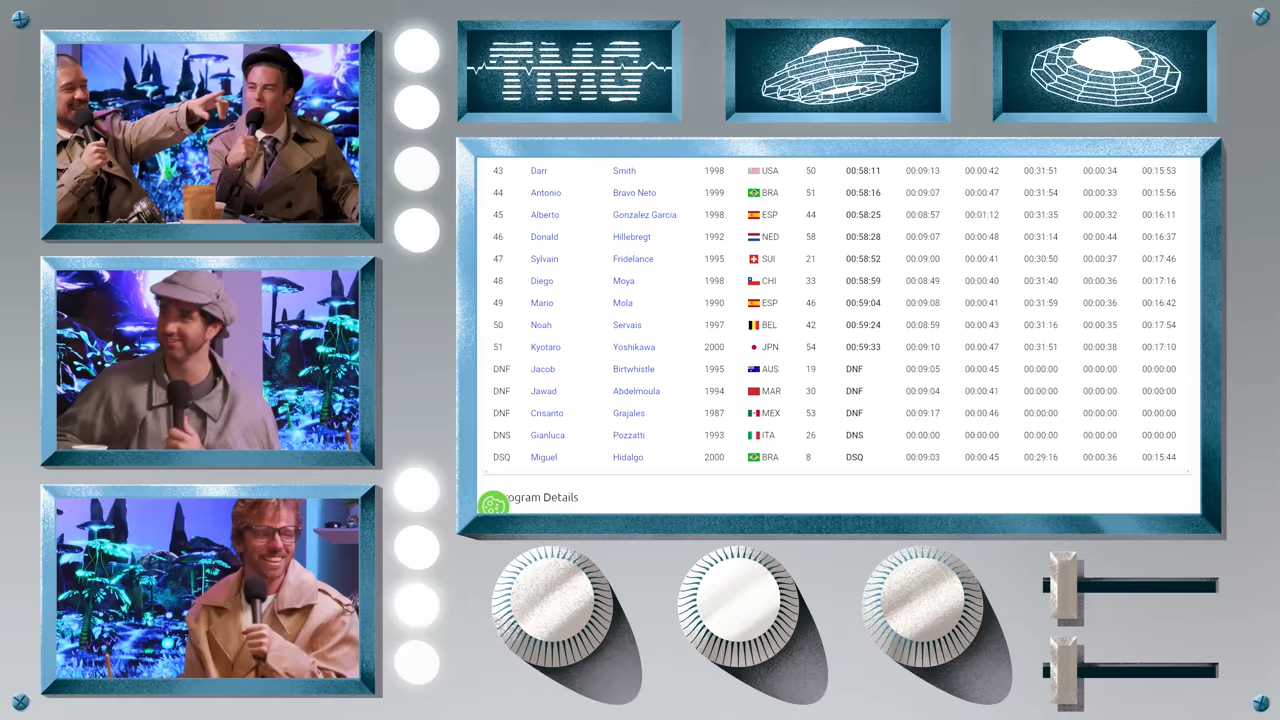 TMG
43 Darr Smith 1998 USA 50 00:58:11 00:09:13 00:00:42 00:31:51 00:00:34 00:15:53
44 Antonio Bravo Neto 1999 BRA 51 00:58:16 00:09:07 00:00:47 00:31:54 00:00:33 00:15:56
45 Alberto Gonzalez Garcia 1998 ESP 44 00:58:25 00:08:57 00:01:12 00:31:35 00:00:32 00:16:11
46 Donald Hillebregt 1992 NED 58 00:58:28 00:09:07 00:00:48 00:31:14 00:00:44 00:16:37
47 Sylvain Fridelance 1995 SUI 21 00:58:52 00:09:00 00:00:41 00:30:50 00:00:37 00:17:46
48 Diego Moya 1998 CHI 33 00:58:59 00:08:49 00:00:40 00:31:40 00:00:36 00:17:16
49 Mario Mola 1990 ESP 46 00:59:04 00:09:08 00:00:40 00:31:59 00:00:36 00:16:42
50 Noah Servais 1997 BEL 42 00:59:24 00:08:59 00:00:43 00:31:16 00:00:35 00:17:54
51 Kyotaro Yoshikawa 2000 JPN 54 00:59:33 00:09:10 00:00:47 00:31:51 00:00:38 00:17:10
DNF Jacob Birtwhistle 1995 AUS 19 DNF 00:09:05 00:00:45 00:00:00 00:00:00 00:00:00
DNF Jawad Abdelmoula 1994 MAR 30 DNF 00:09:04 00:00:41 00:00:00 00:00:00 00:00:00
DNF Crisanto Grajales 1987 MEX 53 DNF 00:09:17 00:00:46 00:00:00 00:00:00 00:00:00
DNS Gianluca Pozzatti 1993 ITA 26 DNS 00:00:00 00:00:00 00:00:00 00:00:00 00:00:00
DSQ Miguel Hidalgo 2000 BRA 8 DSQ 00:09:03 00:00:45 00:29:16 00:00:36 00:15:44
ogram Details